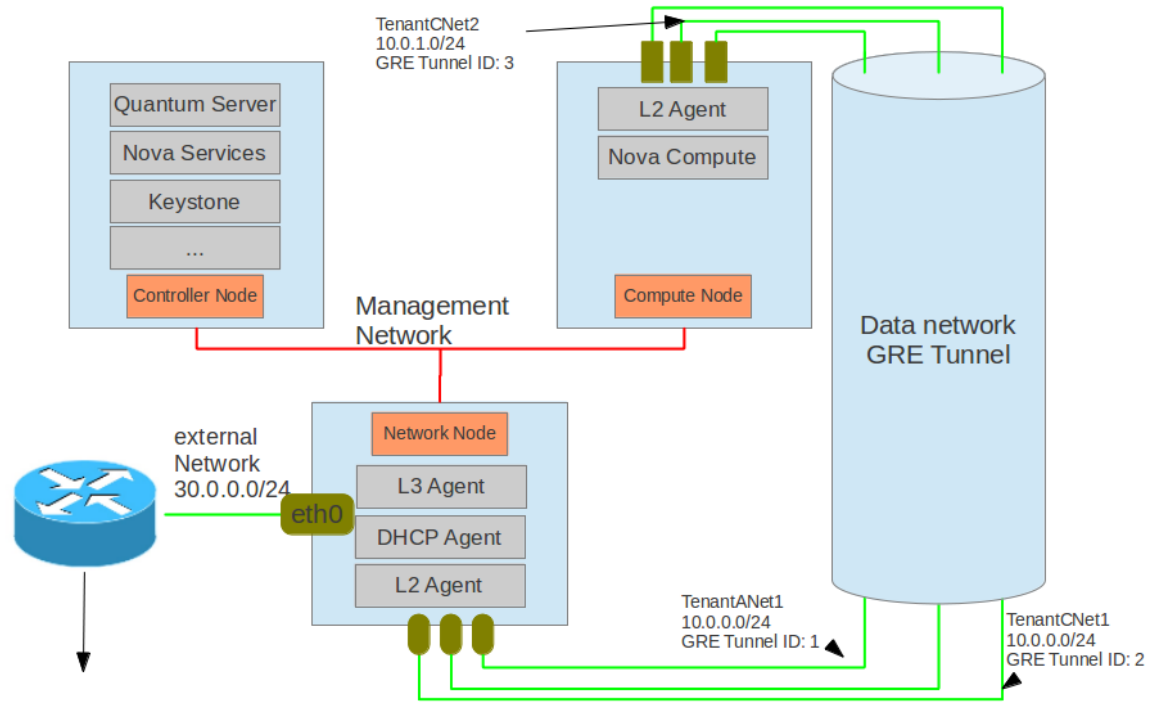 TenantCNet2
10.0.1.0/24
GRE Tunnel ID: 3
Quantum Server
Nova Services
Keystone
...
Controller Node
L2 Agent
Nova Compute
Compute Node
Management
Network
Data network
GRE Tunnel
Network Node
L3 Agent
DHCP Agent
L2 Agent
external
Network
30.0.0.0/24
eth0
TenantANet1
10.0.0.0/24
GRE Tunnel ID: 1
TenantCNet1
10.0.0.0/24
GRE Tunnel ID: 2